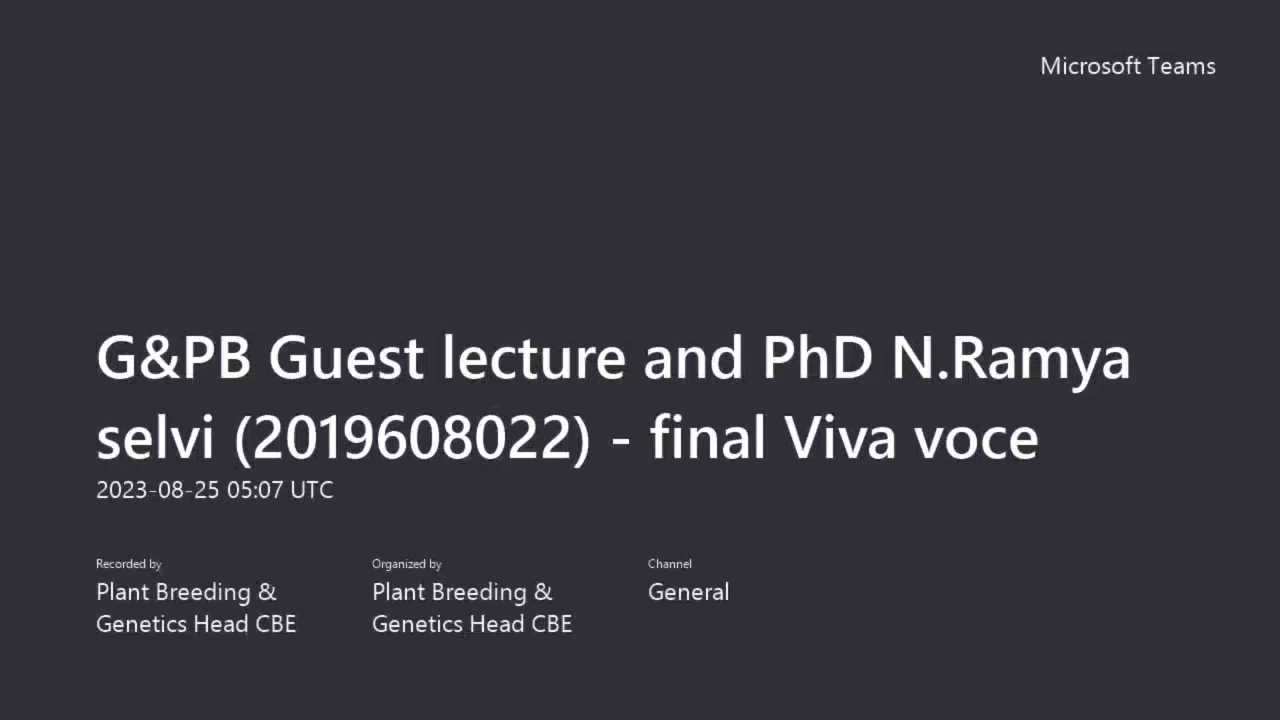 Microsoft Teams
G&PB Guest lecture and PhD N.Ramya
selvi (2019608022) - final Viva voce
2023-08-25 05:07 UTC
Recorded by
Plant Breeding &
Genetics Head CBE
Organized by
Plant Breeding &
Genetics Head CBE
Channel
General